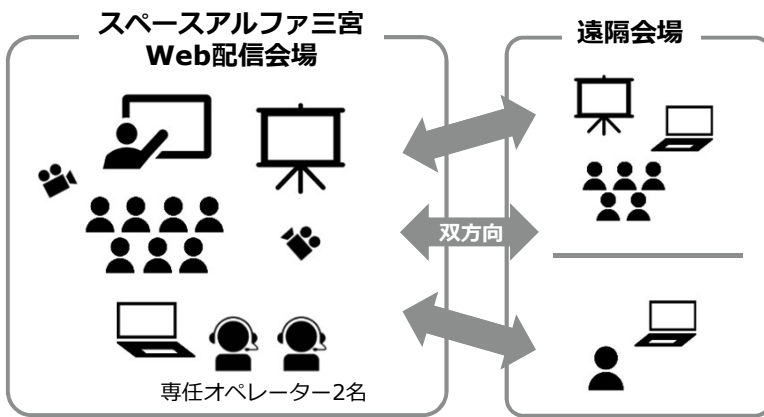 スペースアルファ三宮
Web配信会場
遠隔会場
双方向
専任オペレーター2名